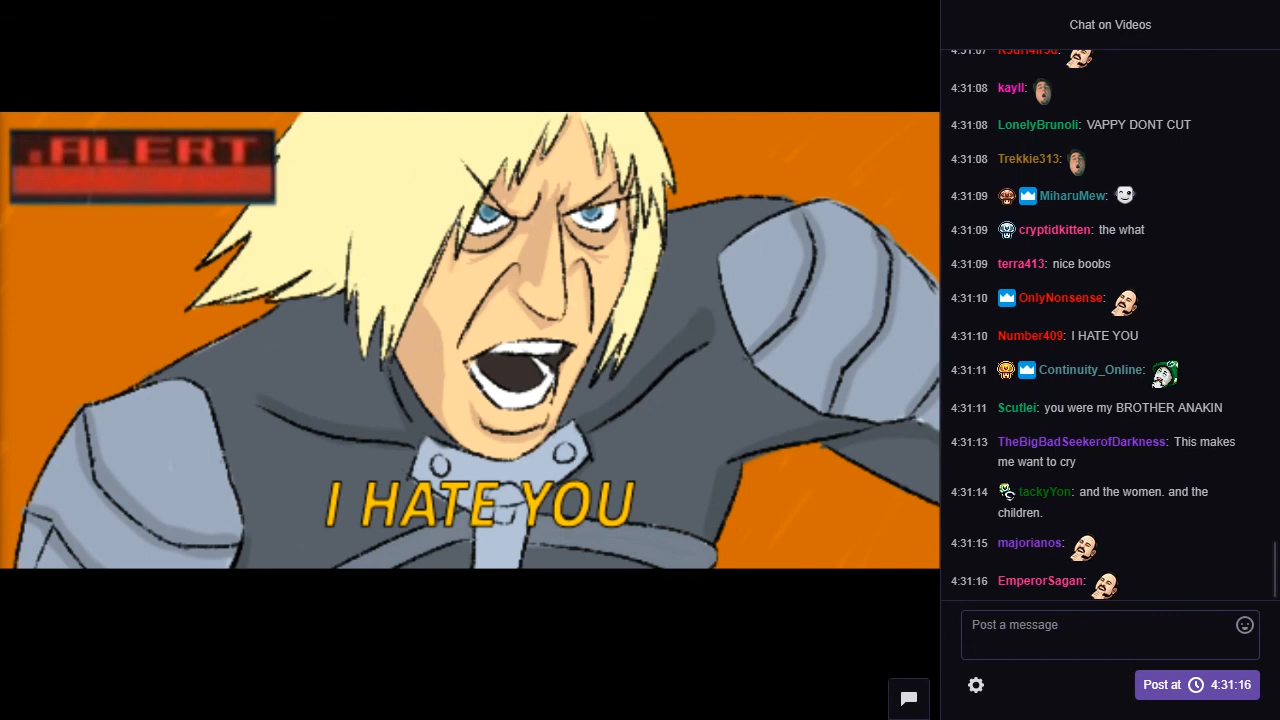 .ALERT
I HATE YOU
Chat on Videos
4:31:07
4:31:08 kayll:
4:31:08 LonelyBrunoli: VAPPY DONT CUT
4:31:08 Trekkie313:
4:31:09 MiharuMew:
4:31:09 cryptidkitten: the what
4:31:09 terra413: nice boobs
4:31:10 OnlyNonsense:
4:31:10 Number409: I HATE YOU
4:31:11 Continuity_Online:
4:31:11 Scutlei: you were my BROTHER ANAKIN
4:31:13 TheBigBadSeekerofDarkness: This makes
me want to cry
4:31:14 tackyYon: and the women. and the
children.
4:31:15 majorianos:
4:31:16 EmperorSagan:
Post a message
Post at 4:31:16